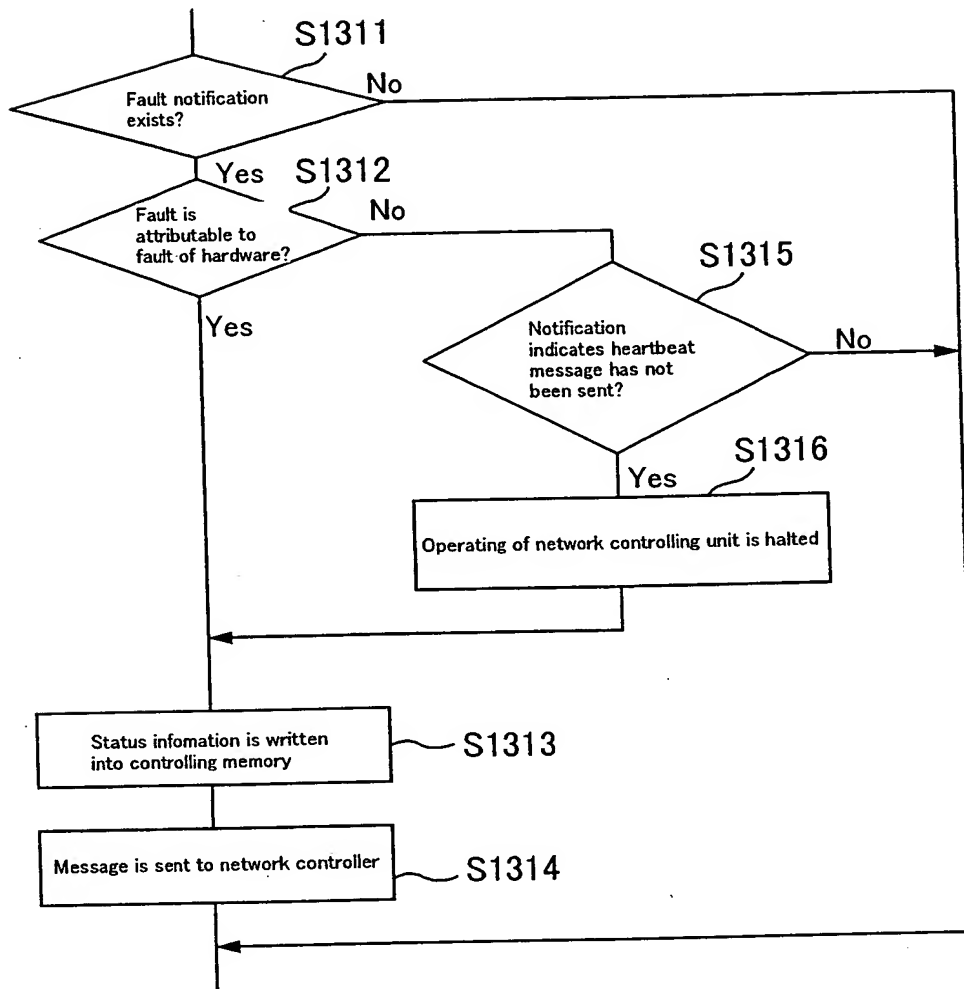 S1311
No
Fault notification
exists?
Yes
S1312
No
Fault is
attributable to
fault of hardware?
S1315
Yes
Notification
indicates heartbeat
message has not
been sent?
No
S1316
Yes
Operating of network controlling unit is halted
Status infomation is written
into controlling memory
S1313
Message is sent to network controller
S1314